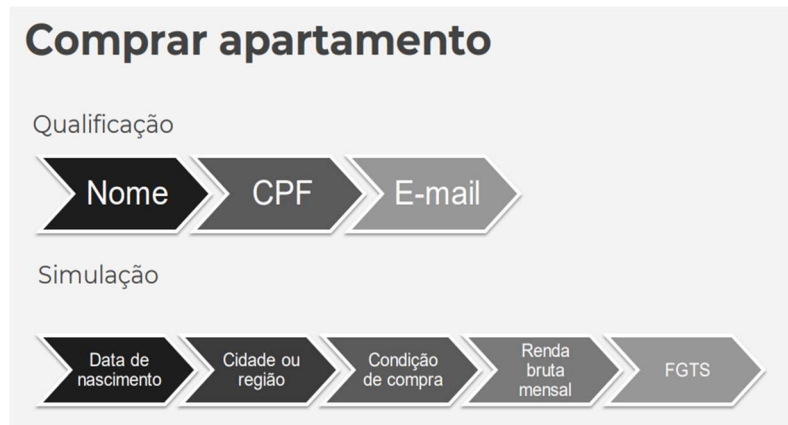 Comprar apartamento
Qualificação
Nome
CPF
E-mail
Simulação
Data de
nascimento
Cidade ou
região
Condição
de compra
Renda
bruta
mensal
FGTS